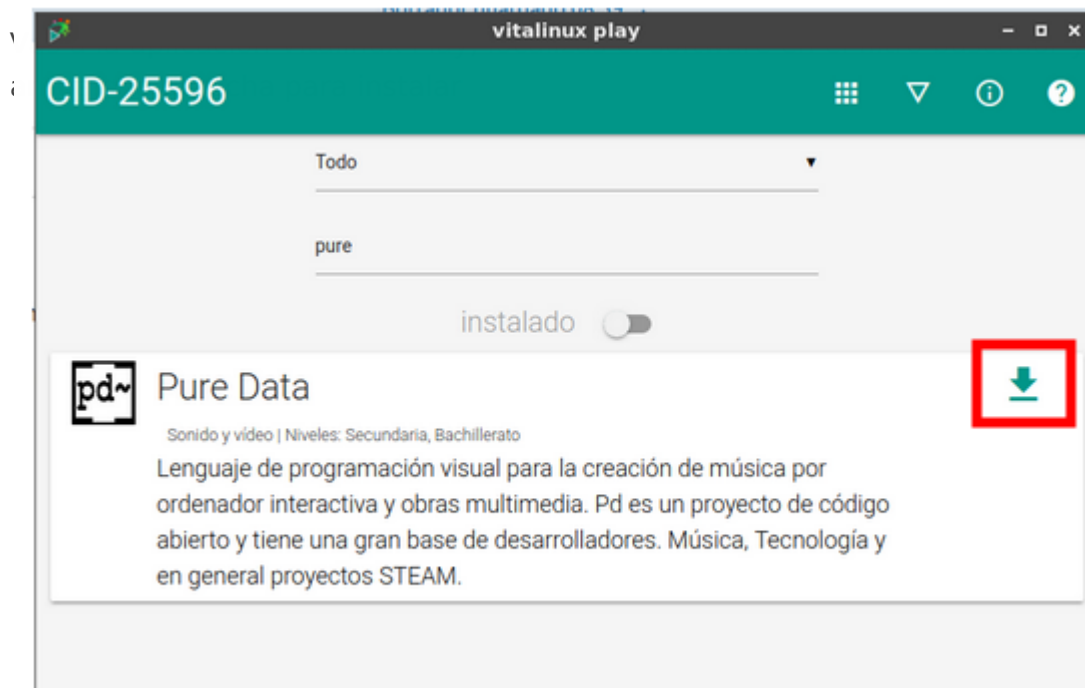 vitalinux play
CID-25596
Todo
pure
instalado
pd~
Pure Data
Sonido y vídeo | Niveles: Secundaria, Bachillerato
Lenguaje de programación visual para la creación de música por
ordenador interactiva y obras multimedia. Pd es un proyecto de código
abierto y tiene una gran base de desarrolladores. Música, Tecnología y
en general proyectos STEAM.